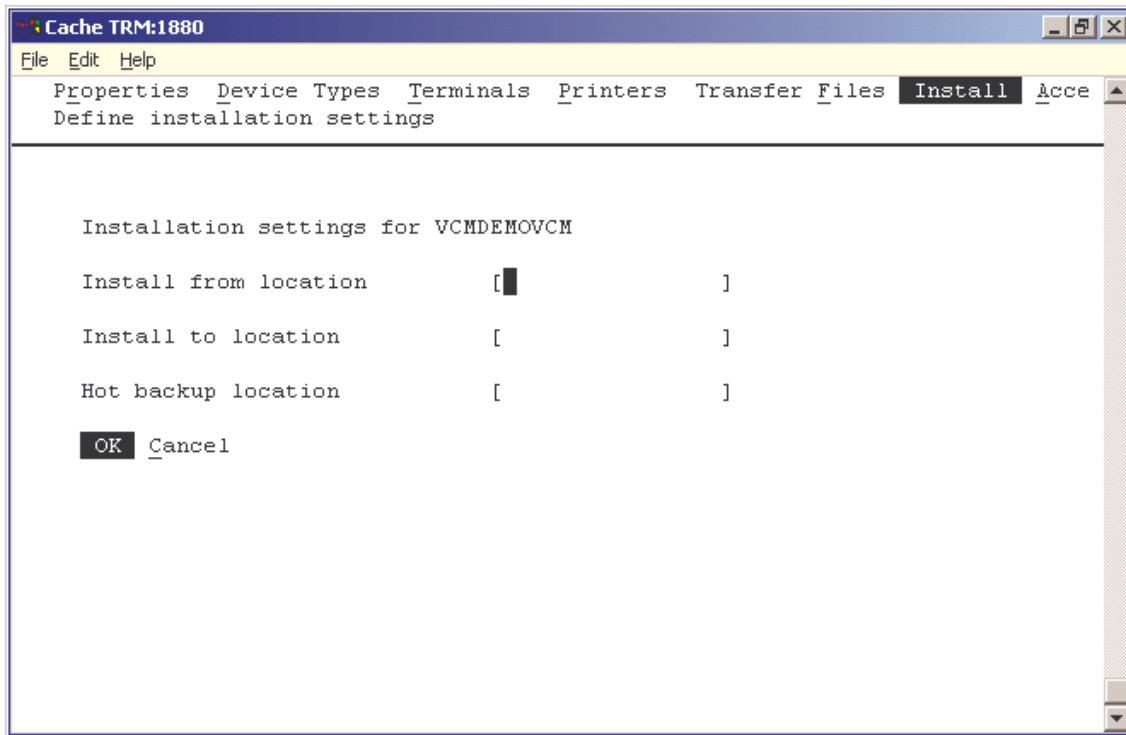 Cache TRM:1880
File Edit Help
Properties Device Types Terminals Printers Transfer Files Install Acce
Define installation settings
Installation settings for VCMDEMOVCM
Install from location [ ]
Install to location [ ]
Hot backup location [ ]
OK Cancel